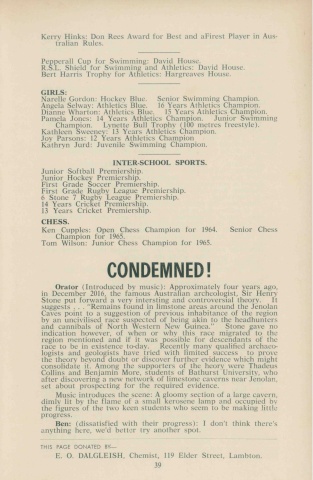 Kerry Hinks: Don Rees Award for Best and aFirest Player in Aus-
tralian Rules.
Pepperall Cup for Swimming: David House.
R.S.L. Shield for Swimming and Athletics: David House.
Bert Harris Trophy for Athletics: Hargreaves House.
GIRLS:
Narelle Gordon: Hockey Blue. Senior Swimming Champion.
Angela Selway: Athletics Blue. 16 Years Athletics Champion.
Dianne Wharton: Athletics Blue. 15 Years Athletics Champion.
Pamela Jones: 14 Years Athletics Champion. Junior Swimming
Champion. Lynette Bull Trophy (100 metres freestyle).
Kathleen Sweeney: 13 Years Athletics Champion.
Joy Parsons: 12 Years Athletics Champion
Kathryn Jurd: Juvenile Swimming Champion.
INTER-SCHOOL SPORTS.
Junior Softball Premiership.
Junior Hockey Premiership.
First Grade Soccer Premiership.
First Grade Rugby League Premiership.
6 Stone 7 Rugby League Premiership.
14 Years Cricket Premiership.
13 Years Cricket Premiership.
CHESS.
Ken Cupples: Open Chess Champion for 1964. Senior Chess
Champion for 1965.
Tom Wilson: Junior Chess Champion for 1965.
CONDEMNED!
Orator (Introduced by music): Approximately four years ago,
in December 2016, the famous Australian archeologist, Sir Henry
Stone put forward a very intersting and controversial theory. It
suggests . . "Remains found in limestone areas around the Jenolan
Caves point to a suggestion of previous inhabitance of the region
by an uncivilised race suspected of being akin to the headhunters
and cannibals of North Western New Guinea." Stone gave no
indication however, of when or why this race migrated to the
region mentioned and if it was possible for descendants of the
race to be in existence to-day. Recently many qualified archeo-
logists and geologists have tried with limited success to prove
the theory beyond doubt or discover further evidence which might
consolidate it. Among the supporters of the theory were Thadeus
Collins and Benjamin More, students of Bathurst University, who
after discovering a new network of limestone caverns near Jenolan,
set about prospecting for the required evidence.
Music introduces the scene: A gloomy section of a large cavern,
dimly lit by the flame of a small kerosene lamp and occupied by
the figures of the two keen students who seem to be making little
progress.
Ben: (dissatisfied with their progress): I don't think there's
anything here, we'd better try another spot.
THIS PAGE DONATED BY—
E. O. DALGLEISH, Chemist, 119 Elder Street, Lambton.
39